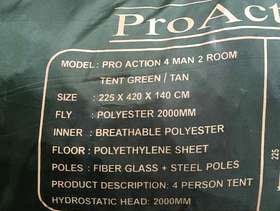 ProAct
MODEL : PRO ACTION 4 MAN 2 ROOM
TENT GREEN / TAN
SIZE : 225 X 420 X 140 CM
FLY : POLYESTER 2000MM
INNER : BREATHABLE POLYESTER
FLOOR : POLYETHYLENE SHEET
POLES : FIBER GLASS + STEEL POLES
PRODUCT DESCRIPTION: 4 PERSON TENT
HYDROSTATIC HEAD: 2000MM
225